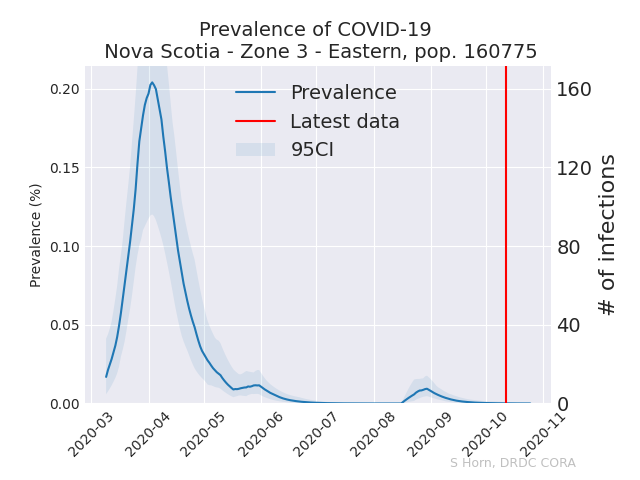 Prevalence of COVID-19
Nova Scotia - Zone 3 - Eastern, pop. 160775
Prevalence
Latest data
95CI
Prevalence (%)
0.20
0.15
0.10
0.05
0.00
160
120
80
40
0
# of infections
2020-03
2020-04
2020-05
2020-06
2020-07
2020-08
2020-09
2020-10
2020-11
S Horn, DRDC CORA